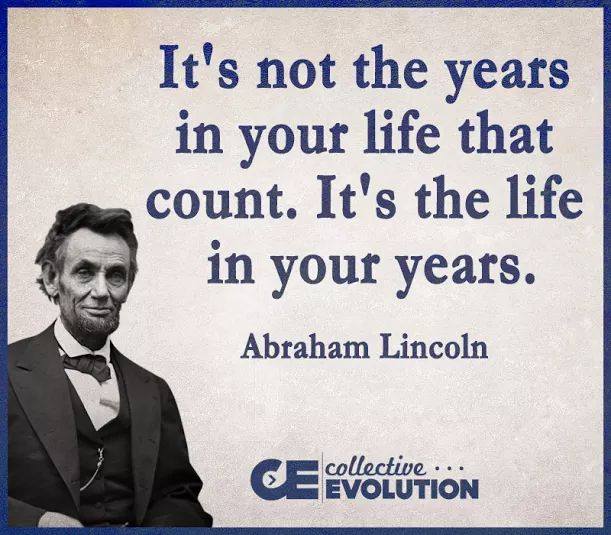 It's not the years
in your life that
count. It's the life
in your years.
Abraham Lincoln
CE collective ...
EVOLUTION